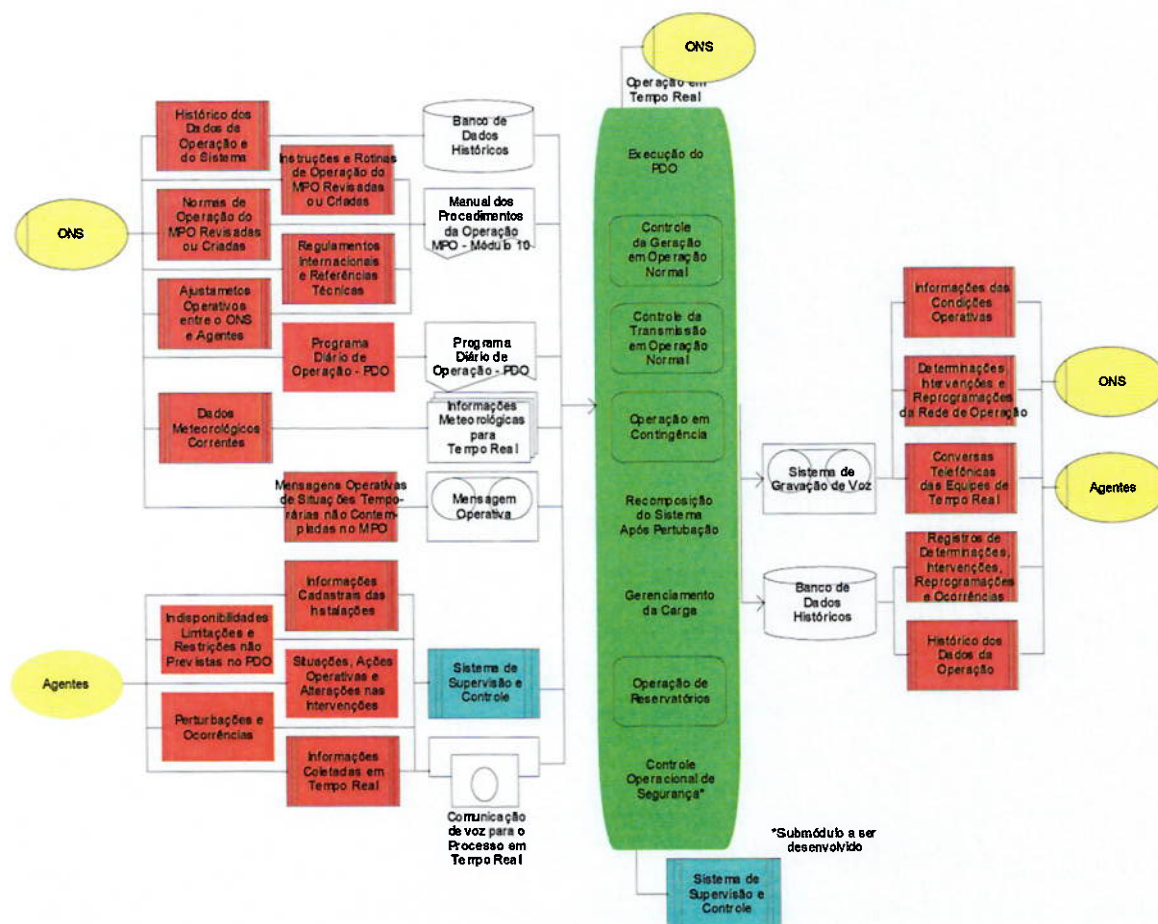 ONS
Operação em
Tempo Real
Histórico dos
Dados da
Operação e
do Sistema
Banco de
Dados
Históricos
Instruções e Rotinas
de Operação do
MPO Revisadas
ou Criadas
Normas de
Operação do
MPO Revisadas
ou Criadas
Manual dos
Procedimentos
da Operação
MPO - Módulo 10
ONS
Regulamentos
Internacionais
e Referências
Técnicas
Ajustametos
Operativos
entre o ONS
e Agentes
Programa
Diário de
Operação - PDO
Programa
Diário de
Operação - PDO
Dados
Meteorológicos
Correntes
Informações
Meteorológicas
para
Tempo Real
Mensagens Operativas
de Situações Tempo-
rárias não Contem-
pladas no MPO
Mensagem
Operativa
Informações
Cadastrais das
Instalações
Indisponibilidades
Limitações e
Restrições não
Previstas no PDO
Agentes
Situações, Ações
Operativas e
Alterações nas
Intervenções
Sistema de
Supervisão e
Controle
Perturbações e
Ocorrências
Informações
Coletadas em
Tempo Real
Comunicação
de voz para o
Processo em
Tempo Real
Execução do
PDO
Controle
da Geração
em Operação
Normal
Controle da
Transmissão
em Operação
Normal
Operação em
Contingência
Recomposição
do Sistema
Após Pertubação
Gerenciamento
da Carga
Operação de
Reservatórios
Controle
Operacional de
Segurança*
*Submódulo a ser
desenvolvido
Sistema de
Supervisão e
Controle
Sistema de
Gravação de Voz
Banco de
Dados
Históricos
Informações das
Condições
Operativas
Determinações
Intervenções e
Reprogramações
da Rede de Operação
Conversas
Telefônicas
das Equipes de
Tempo Real
Registros de
Determinações,
Intervenções,
Reprogramações
e Ocorrências
Histórico dos
Dados da
Operação
ONS
Agentes